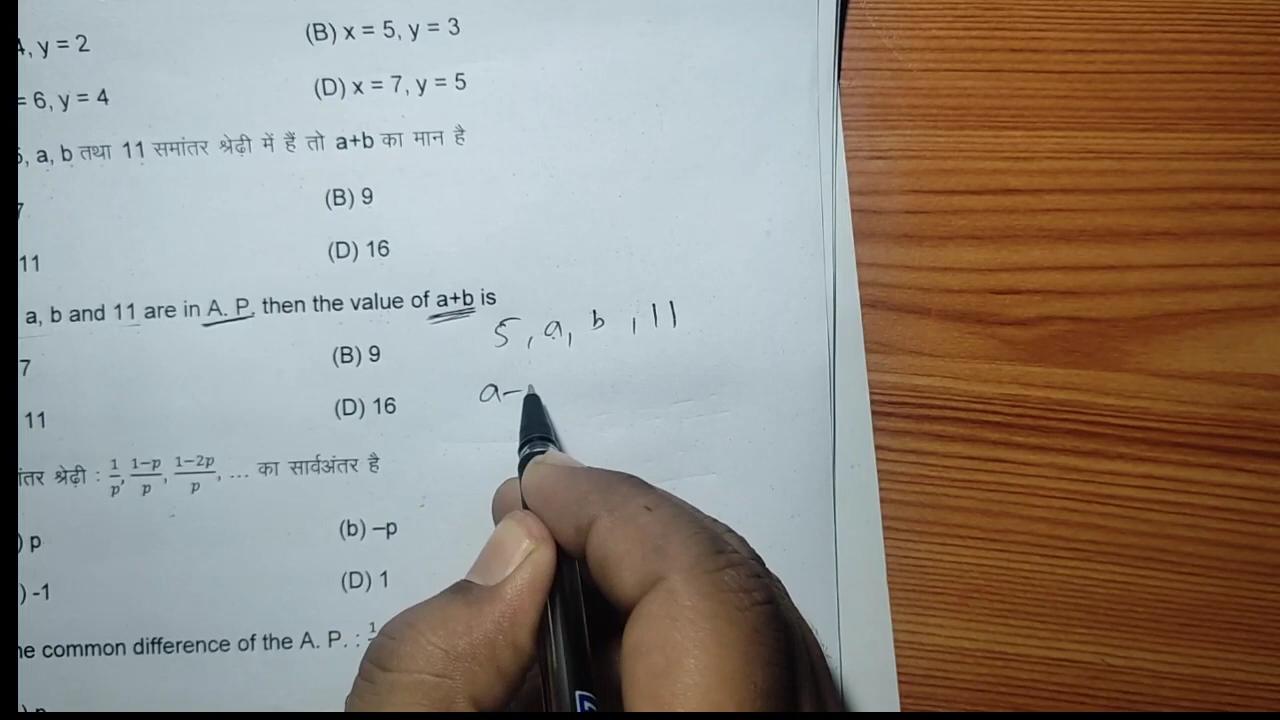 , y = 2 (B) x = 5, y = 3
= 6, y = 4 (D) x = 7, y = 5
, a, b तथा 11 समांतर श्रेढ़ी में हैं तो a+b का मान है
(B) 9
11 (D) 16
a, b and 11 are in A. P. then the value of a+b is
5, a, b, 11
7 (B) 9
11 (D) 16
a-
श्रेढ़ी : 1/p, 1−p/p, 1−2p/p, ... का सार्वअंतर है
) p (b) –p
) -1 (D) 1
common difference of the A. P. : 1